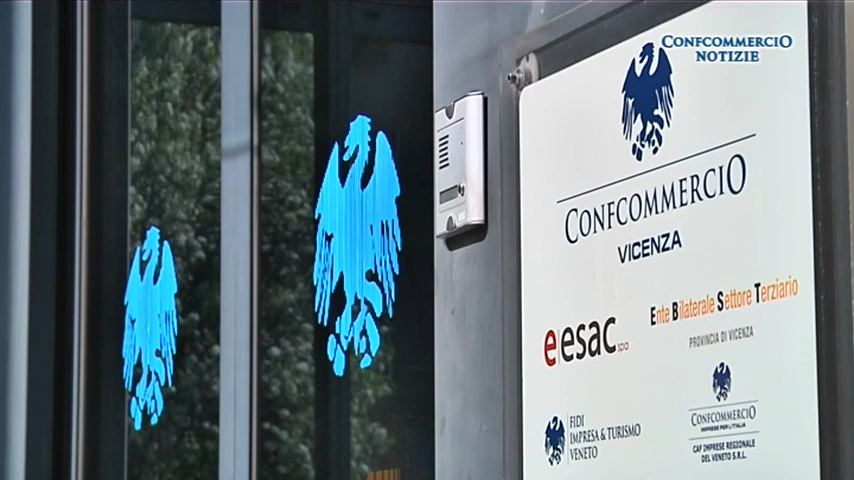 CONFCOMMERCIO
NOTIZIE
CONFCOMMERCIO
VICENZA
eesac spa
Ente Bilaterale Settore Terziario
PROVINCIA DI VICENZA
FIDI
IMPRESA & TURISMO
VENETO
CONFCOMMERCIO
IMPRESE PER L'ITALIA
CAF IMPRESE REGIONALE
DEL VENETO S.R.L.